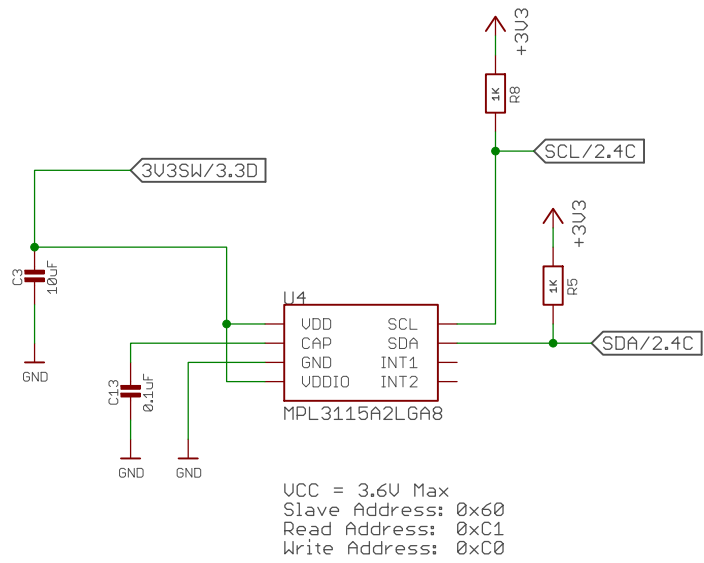 +3V3
1K
R8
SCL/2.4C
3V3SW/3.3D
+3V3
C3
10uF
1K
R5
U4
VDD
SCL
CAP
SDA
SDA/2.4C
GND
INT1
VDDIO
INT2
GND
C13
0.1uF
MPL3115A2LGA8
GND
GND
VCC = 3.6V Max
Slave Address: 0x60
Read Address: 0xC1
Write Address: 0xC0